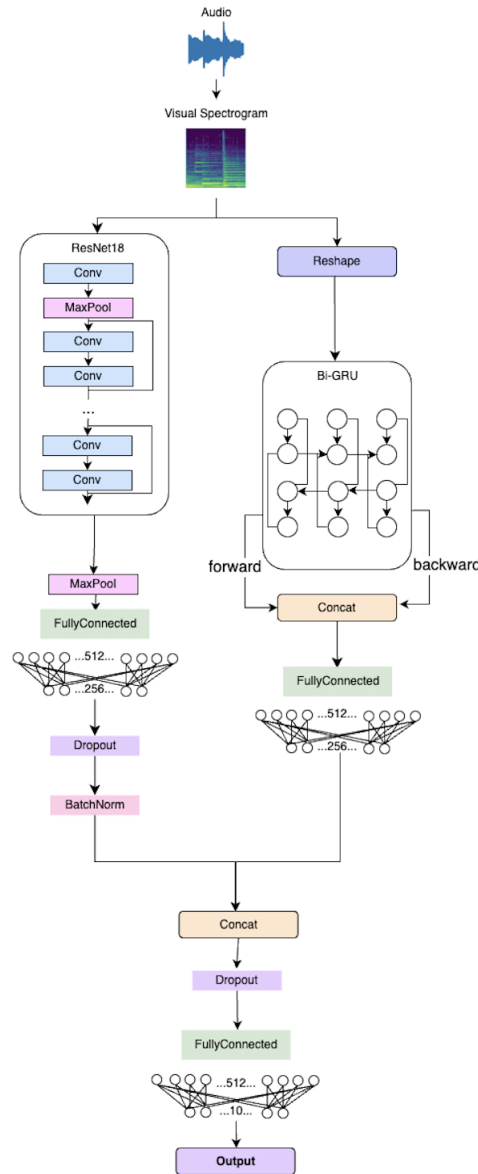 Audio
Visual Spectrogram
ResNet18
Conv
MaxPool
Conv
Conv
...
Conv
Conv
MaxPool
FullyConnected
...512...
...256...
Dropout
BatchNorm
Reshape
Bi-GRU
forward
backward
Concat
FullyConnected
...512...
...256...
Concat
Dropout
FullyConnected
...512...
...10...
Output